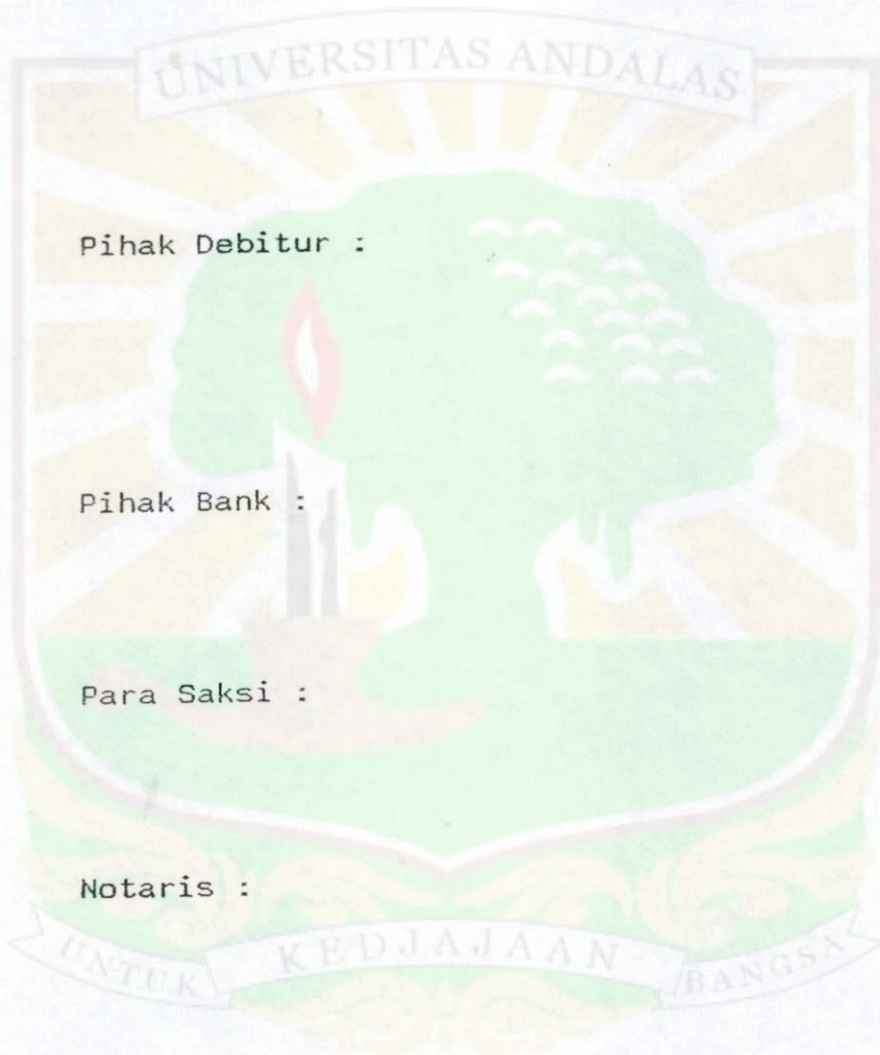 UNIVERSITAS ANDALAS
Pihak Debitur :
Pihak Bank :
Para Saksi :
Notaris :
UNTUK KEDJAJAAN BANGSA